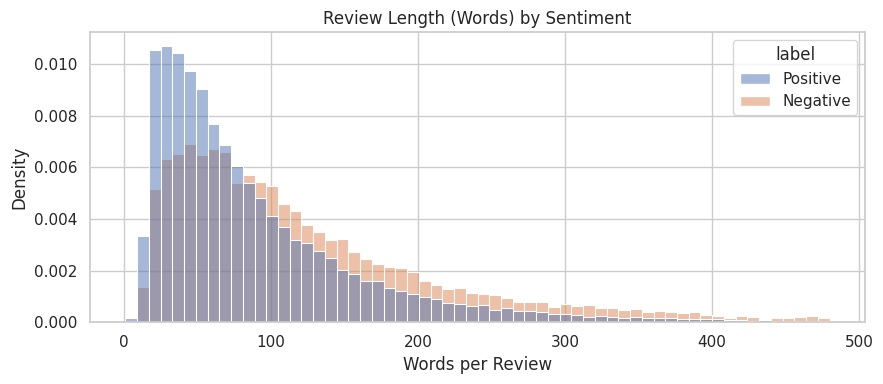 Review Length (Words) by Sentiment
label
Positive
Negative
Density
0.010
0.008
0.006
0.004
0.002
0.000
0
100
200
300
400
500
Words per Review